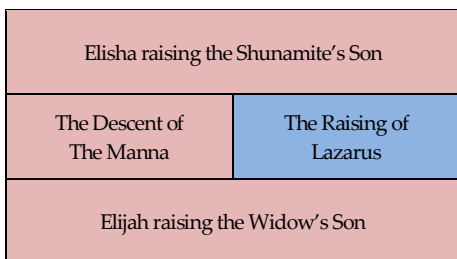 Elisha raising the Shunamite's Son
The Descent of
The Manna
The Raising of
Lazarus
Elijah raising the Widow's Son